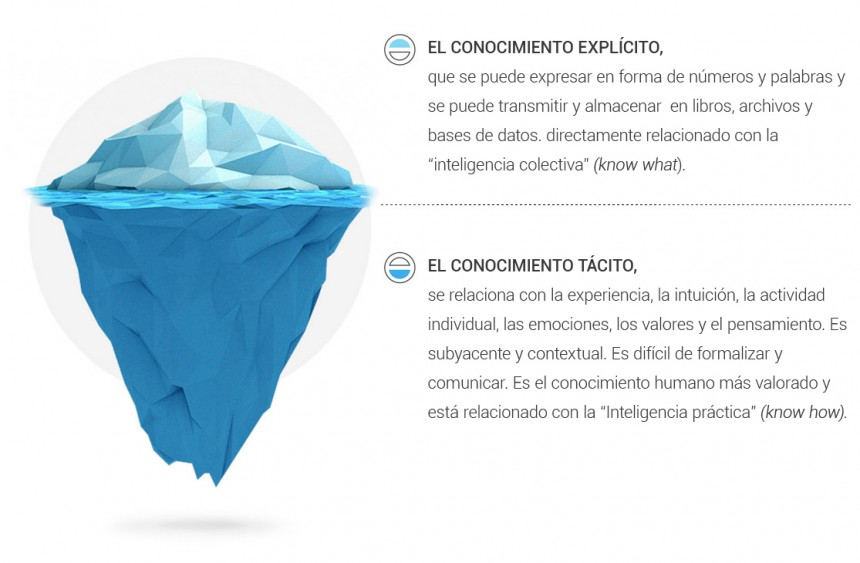 EL CONOCIMIENTO EXPLÍCITO,
que se puede expresar en forma de números y palabras y
se puede transmitir y almacenar  en libros, archivos y
bases de datos. directamente relacionado con la
“inteligencia colectiva” (know what).
EL CONOCIMIENTO TÁCITO,
se relaciona con la experiencia, la intuición, la actividad
individual, las emociones, los valores y el pensamiento. Es
subyacente y contextual. Es difícil de formalizar y
comunicar. Es el conocimiento humano más valorado y
está relacionado con la “Inteligencia práctica” (know how).